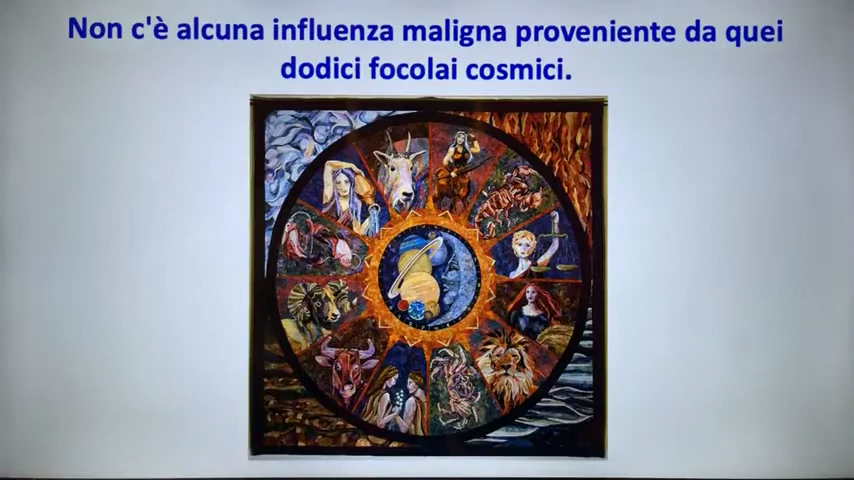 Non c'è alcuna influenza maligna proveniente da quei
dodici focolai cosmici.